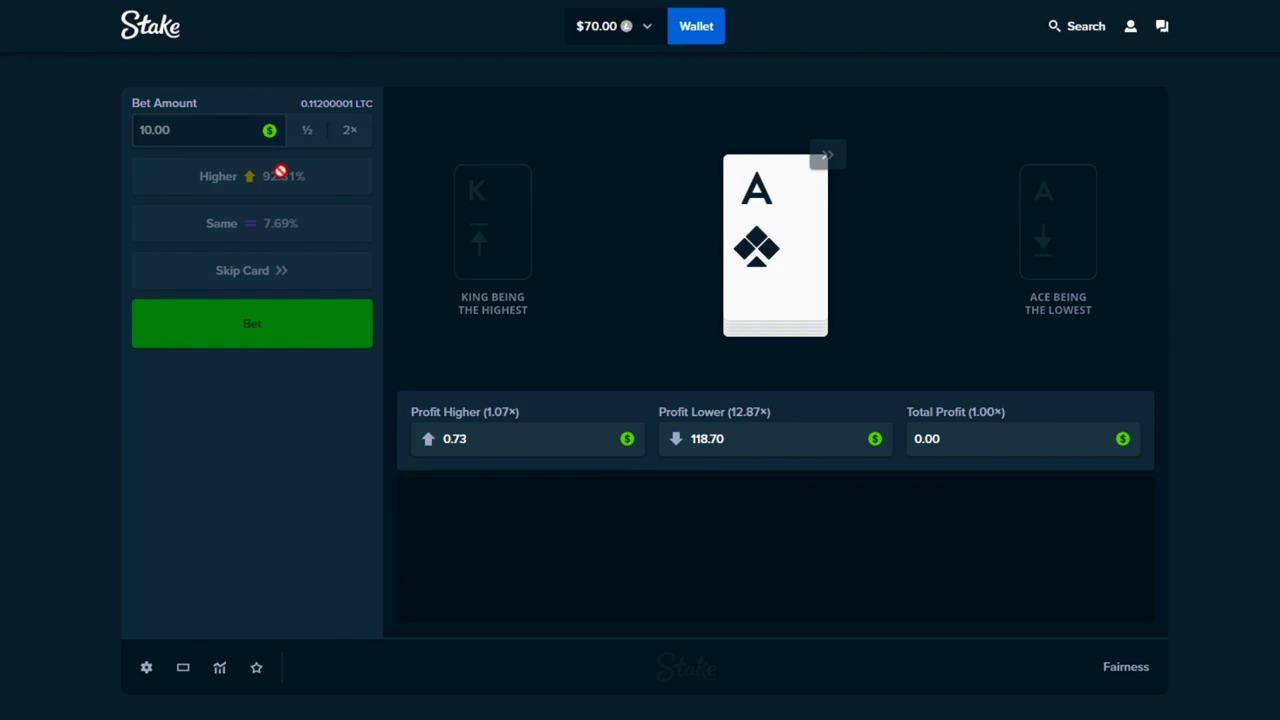 Stake
$70.00
Wallet
Search
Bet Amount
0.11200001 LTC
10.00
½
2×
Higher
Same
7.69%
Skip Card
Bet
K
KING BEING
THE HIGHEST
A
A
ACE BEING
THE LOWEST
Profit Higher (1.07×)
0.73
Profit Lower (12.87×)
118.70
Total Profit (1.00×)
0.00
Stake
Fairness